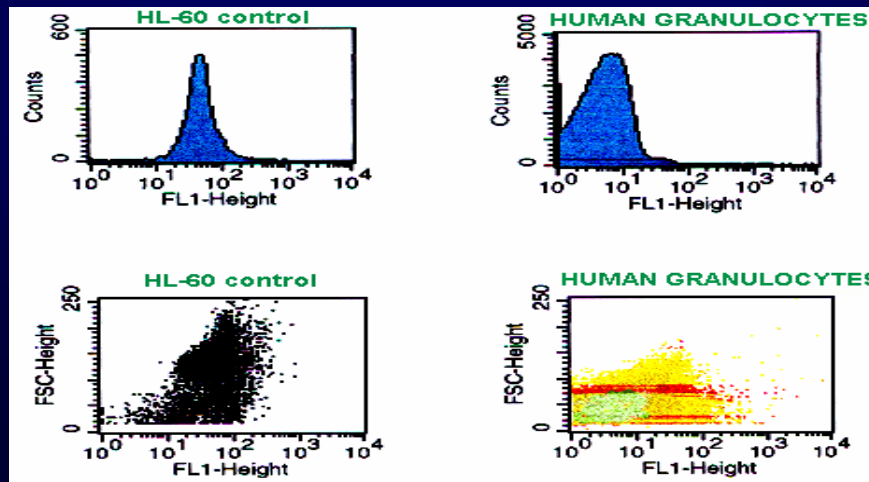 HL-60 control
600
Counts
0
10^0 10^1 10^2 10^3 10^4
FL1-Height
HUMAN GRANULOCYTES
5000
Counts
0
10^0 10^1 10^2 10^3 10^4
FL1-Height
HL-60 control
250
FSC-Height
0
10^0 10^1 10^2 10^3 10^4
FL1-Height
HUMAN GRANULOCYTES
250
FSC-Height
0
10^0 10^1 10^2 10^3 10^4
FL1-Height